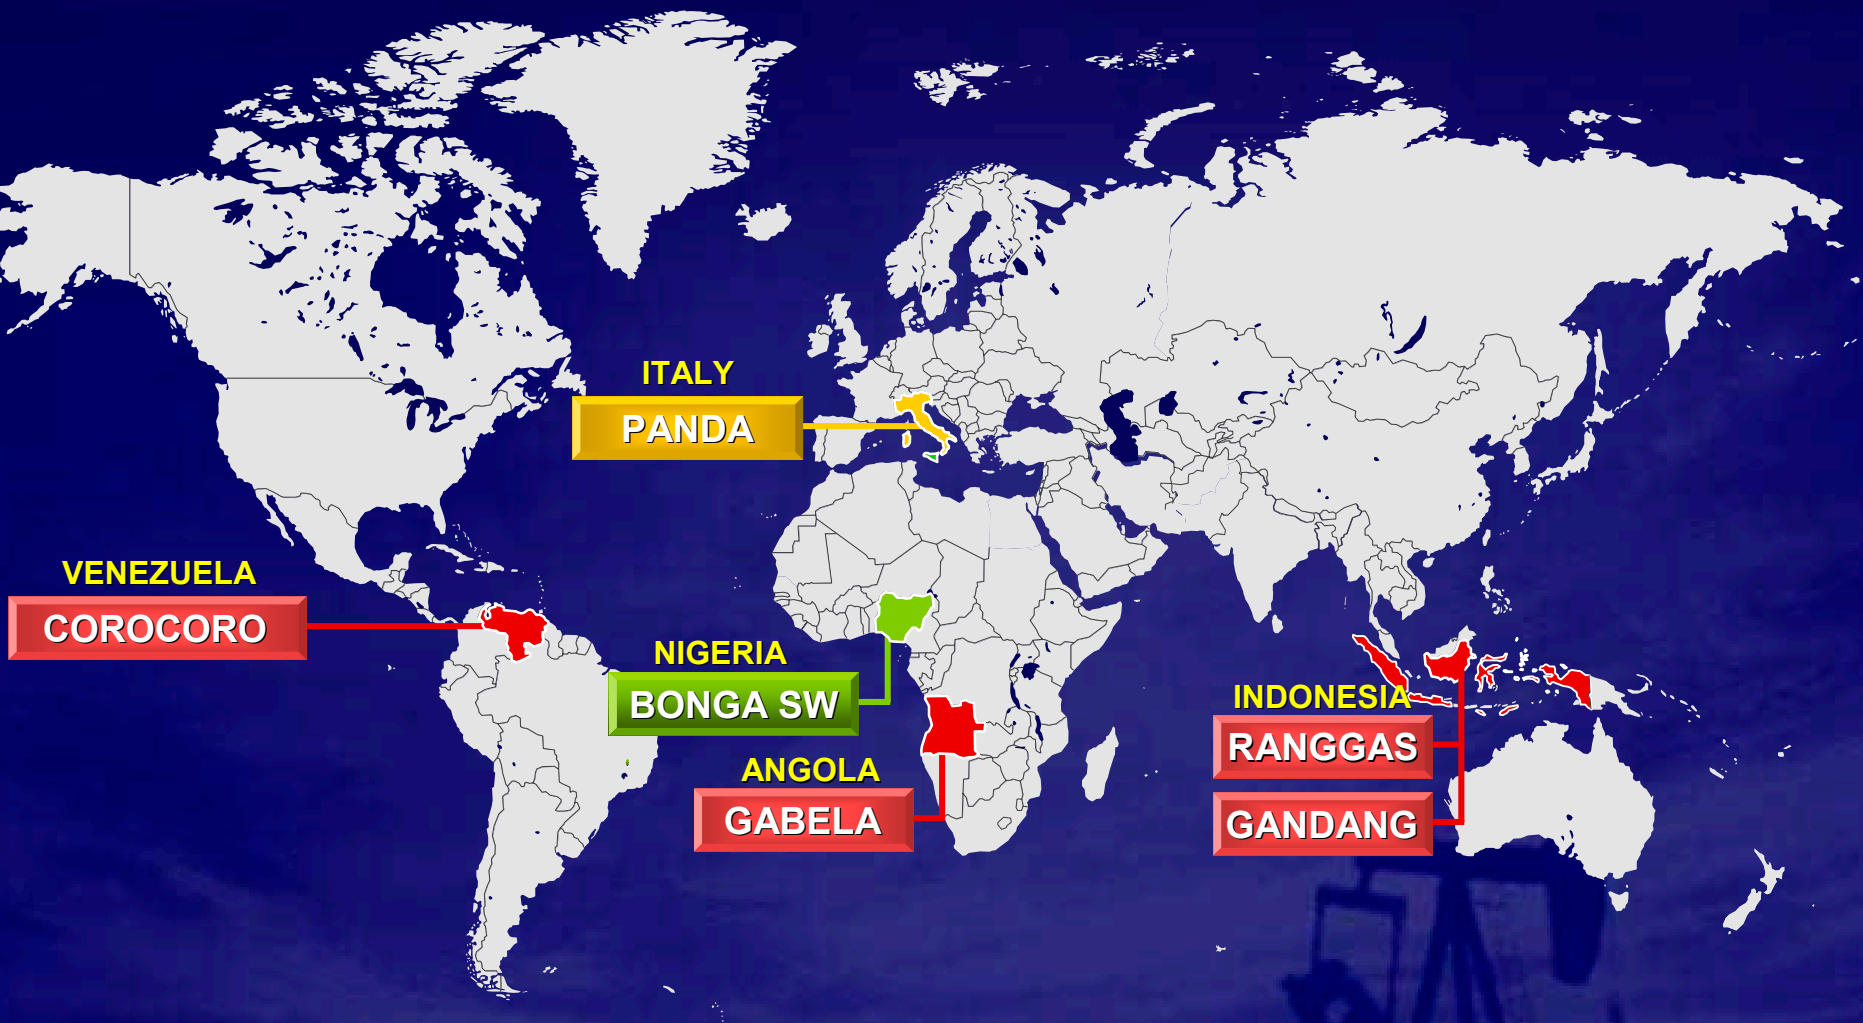 ITALY
PANDA
VENEZUELA
COROCORO
NIGERIA
BONGA SW
ANGOLA
GABELA
INDONESIA
RANGGAS
GANDANG